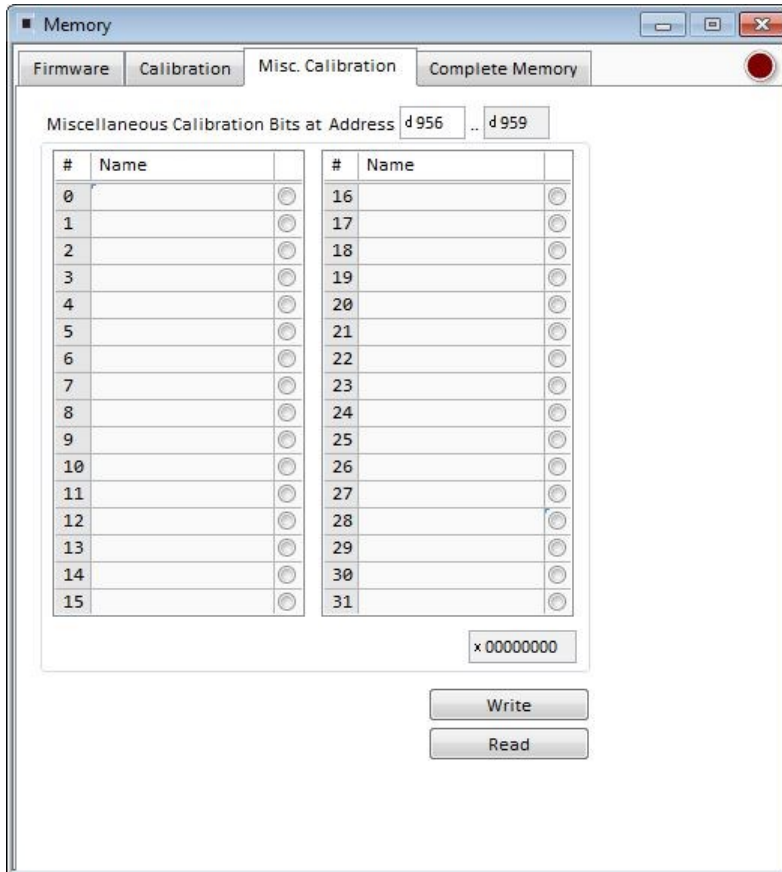 Memory
Firmware Calibration Misc. Calibration Complete Memory
Miscellaneous Calibration Bits at Address d 956 .. d 959
# Name # Name
0 16
1 17
2 18
3 19
4 20
5 21
6 22
7 23
8 24
9 25
10 26
11 27
12 28
13 29
14 30
15 31
x 00000000
Write
Read